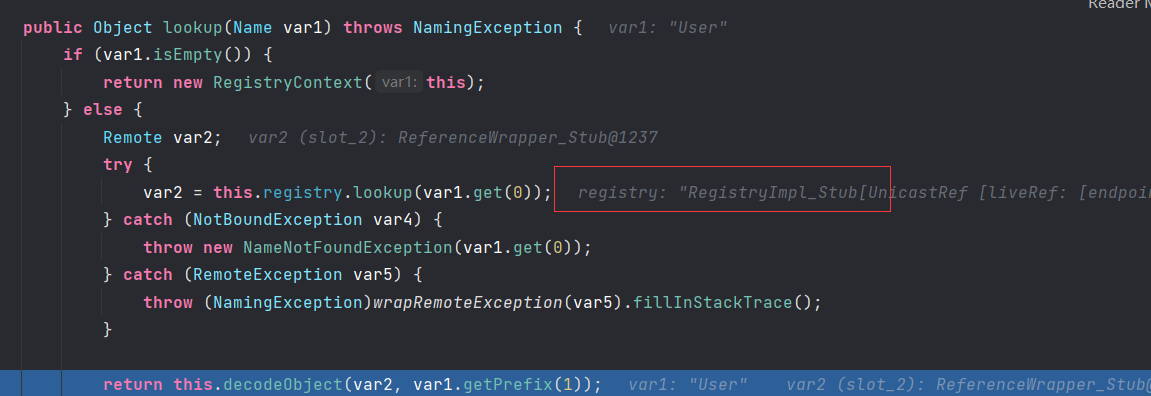 Reader M
public Object lookup(Name var1) throws NamingException {   var1: "User"
    if (var1.isEmpty()) {
        return new RegistryContext( var1: this);
    } else {
        Remote var2;   var2 (slot_2): ReferenceWrapper_Stub@1237
        try {
            var2 = this.registry.lookup(var1.get(0));   registry: "RegistryImpl_Stub[UnicastRef [liveRef: [endpoi
        } catch (NotBoundException var4) {
            throw new NameNotFoundException(var1.get(0));
        } catch (RemoteException var5) {
            throw (NamingException)wrapRemoteException(var5).fillInStackTrace();
        }
        return this.decodeObject(var2, var1.getPrefix(1));   var1: "User"    var2 (slot_2): ReferenceWrapper_Stub@